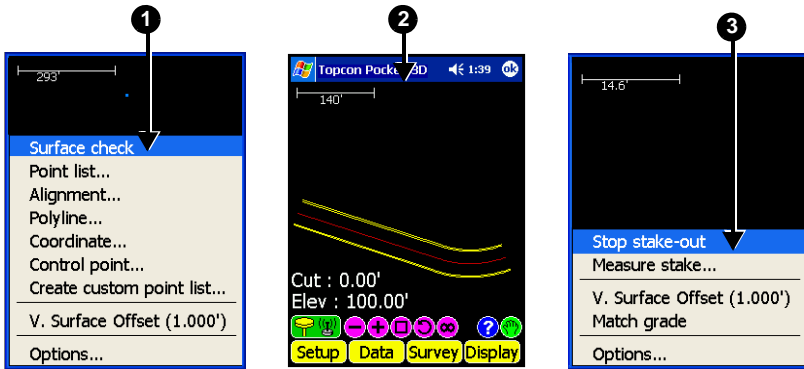 1
2
3
293'
Surface check
Point list...
Alignment...
Polyline...
Coordinate...
Control point...
Create custom point list...
V. Surface Offset (1.000')
Options...
Topcon Pocket 3D 1:39 ok
140'
Cut : 0.00'
Elev : 100.00'
?
Setup Data Survey Display
14.6'
Stop stake-out
Measure stake...
V. Surface Offset (1.000')
Match grade
Options...